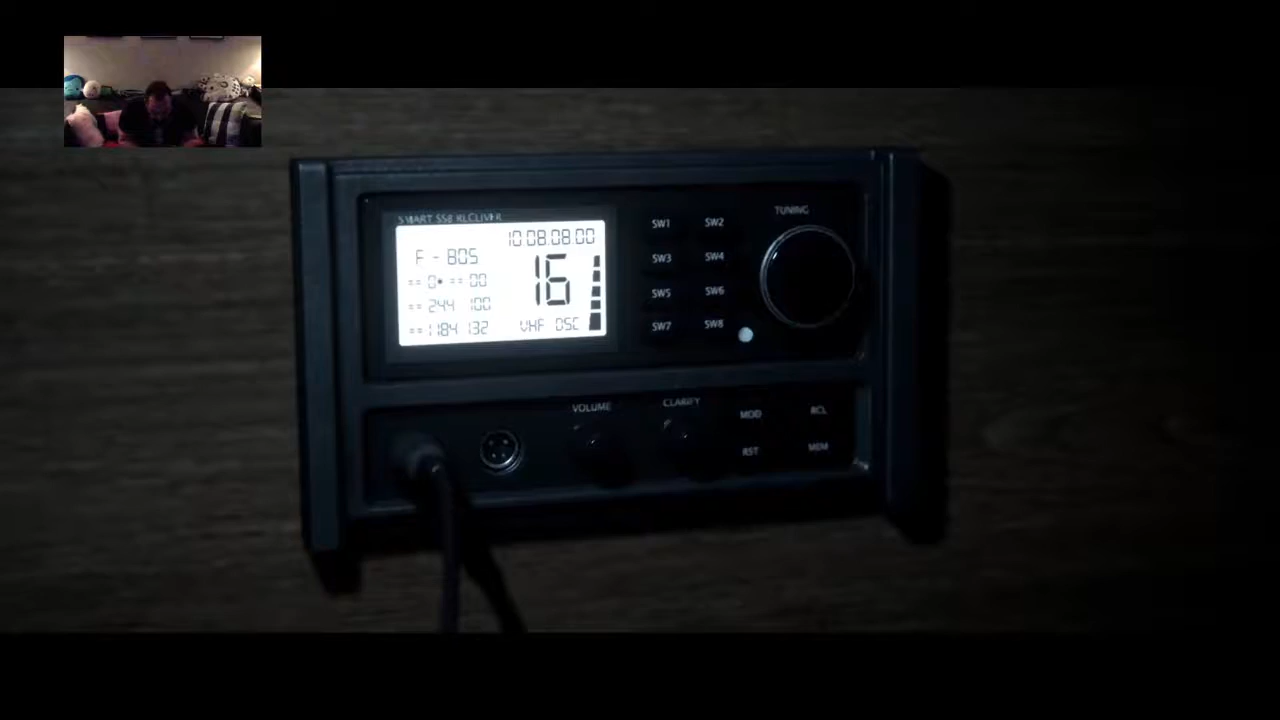 SMART SSB RECEIVER
10:08.08.00
F - 805
16
== 0* == 00
== 244 100
== 1184 132
VHF DSC
SW1 SW2
SW3 SW4
SW5 SW6
SW7 SW8
TUNING
VOLUME
CLARIFY
MOD RCL
RST MEM